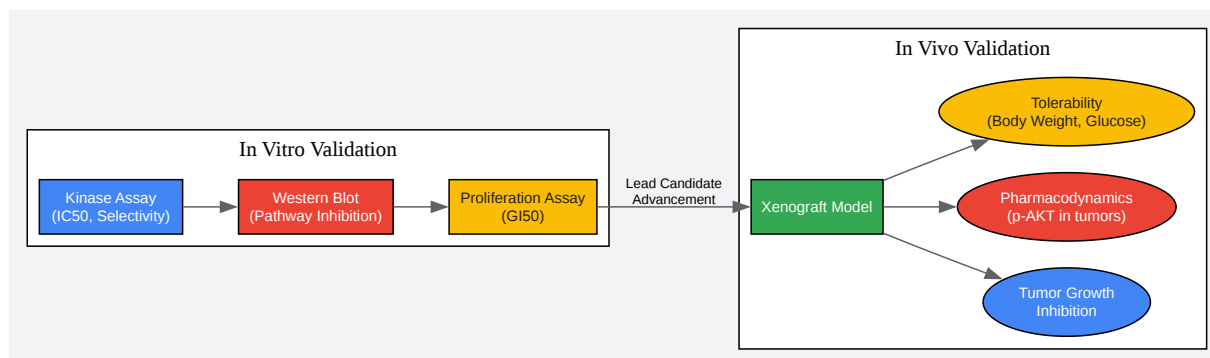 In Vitro Validation
Kinase Assay
(IC50, Selectivity)
Western Blot
(Pathway Inhibition)
Proliferation Assay
(GI50)
Lead Candidate
Advancement
In Vivo Validation
Xenograft Model
Tolerability
(Body Weight, Glucose)
Pharmacodynamics
(p-AKT in tumors)
Tumor Growth
Inhibition